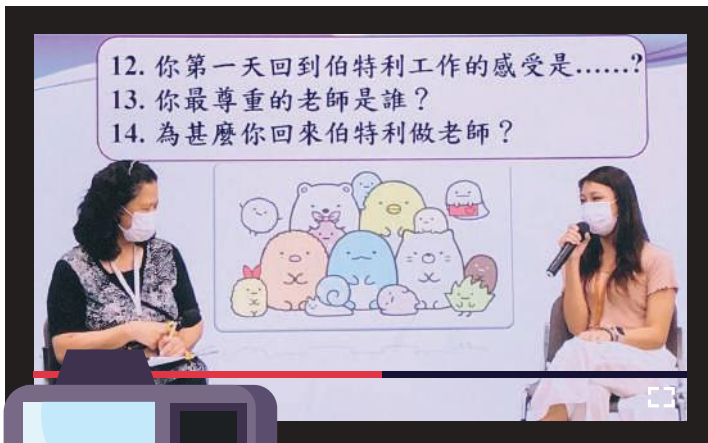 12. 你第一天回到伯特利工作的感受是……?
13. 你最尊重的老師是誰？
14. 為甚麼你回來伯特利做老師？